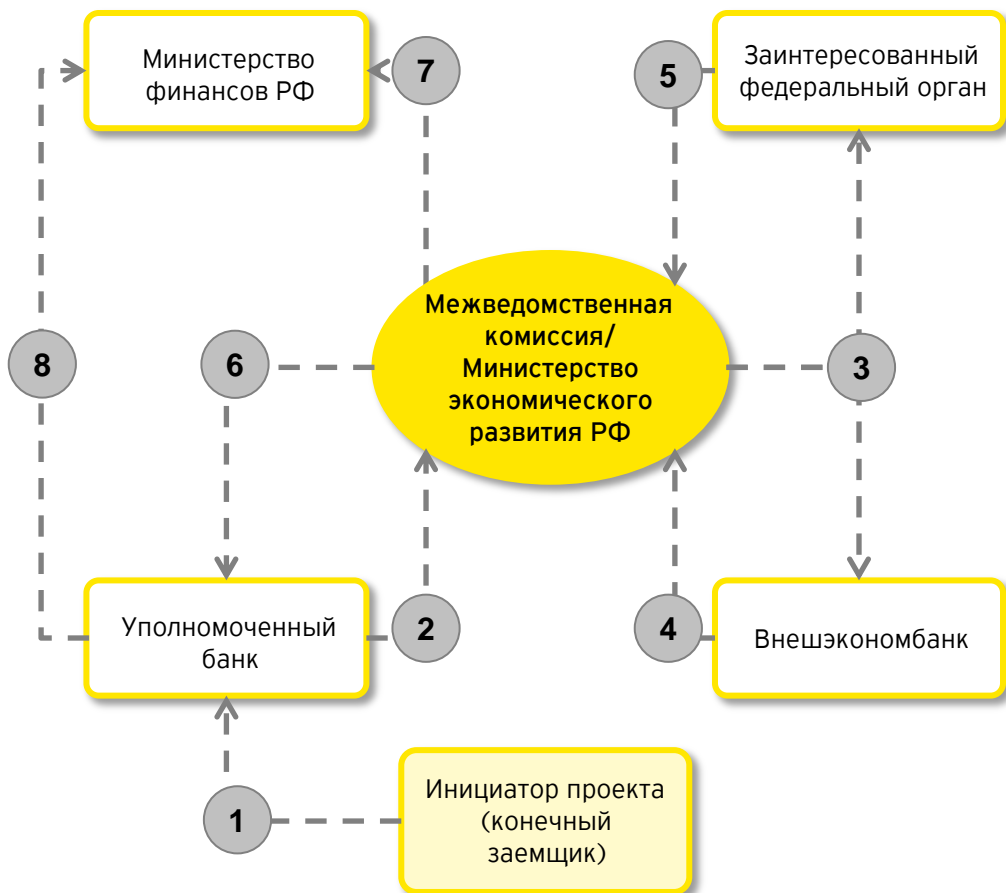 Министерство
финансов РФ
7
5
Заинтересованный
федеральный орган
Межведомственная
комиссия/
Министерство
экономического
развития РФ
8
6
3
Уполномоченный
банк
2
4
Внешэкономбанк
1
Инициатор проекта
(конечный
заемщик)